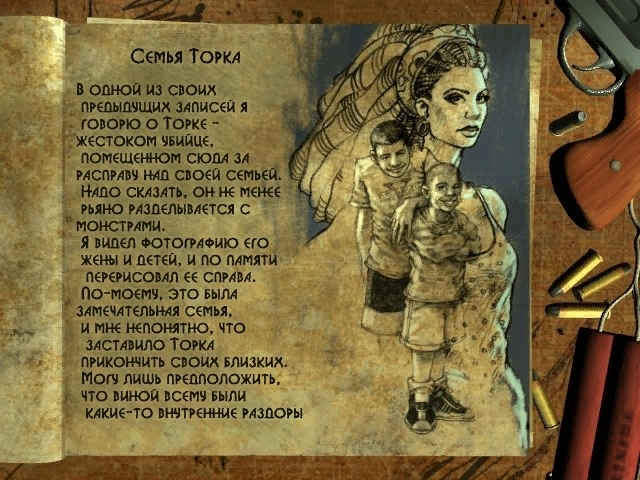 Семья Торка
В одной из своих
предыдущих записей я
говорю о Торке -
жестоком убийце,
помещенном сюда за
расправу над своей семьей.
Надо сказать, он не менее
рьяно разделывается с
монстрами.
Я видел фотографию его
жены и детей, и по памяти
перерисовал ее справа.
По-моему, это была
замечательная семья,
и мне непонятно, что
заставило Торка
прикончить своих близких.
Могу лишь предположить,
что виной всему были
какие-то внутренние раздоры